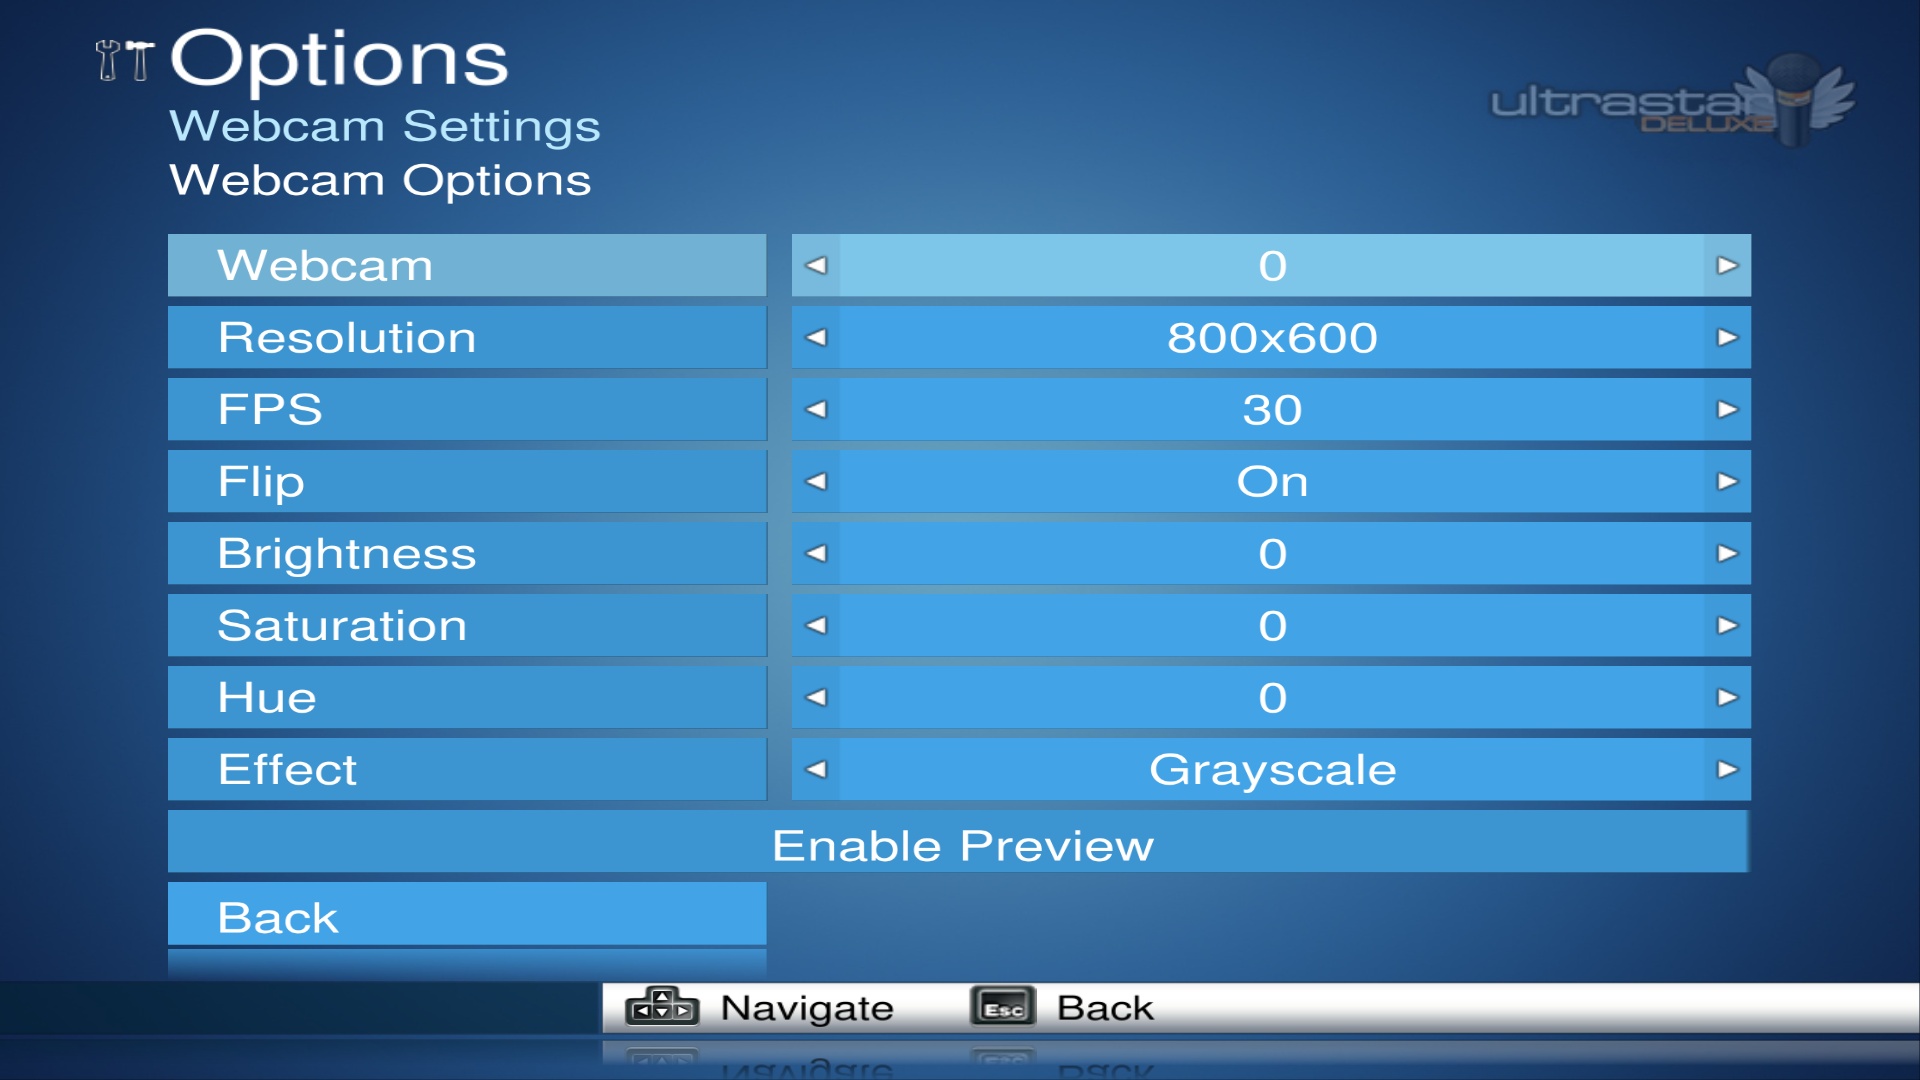 Options
Webcam Settings
Webcam Options
ultrastar
DELUXE
Webcam 0
Resolution 800x600
FPS 30
Flip On
Brightness 0
Saturation 0
Hue 0
Effect Grayscale
Enable Preview
Back
Navigate Esc Back